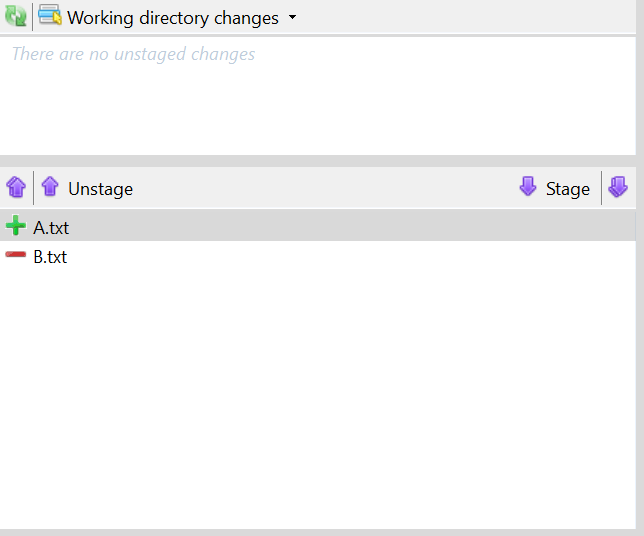 Working directory changes
There are no unstaged changes
Unstage Stage
A.txt
B.txt